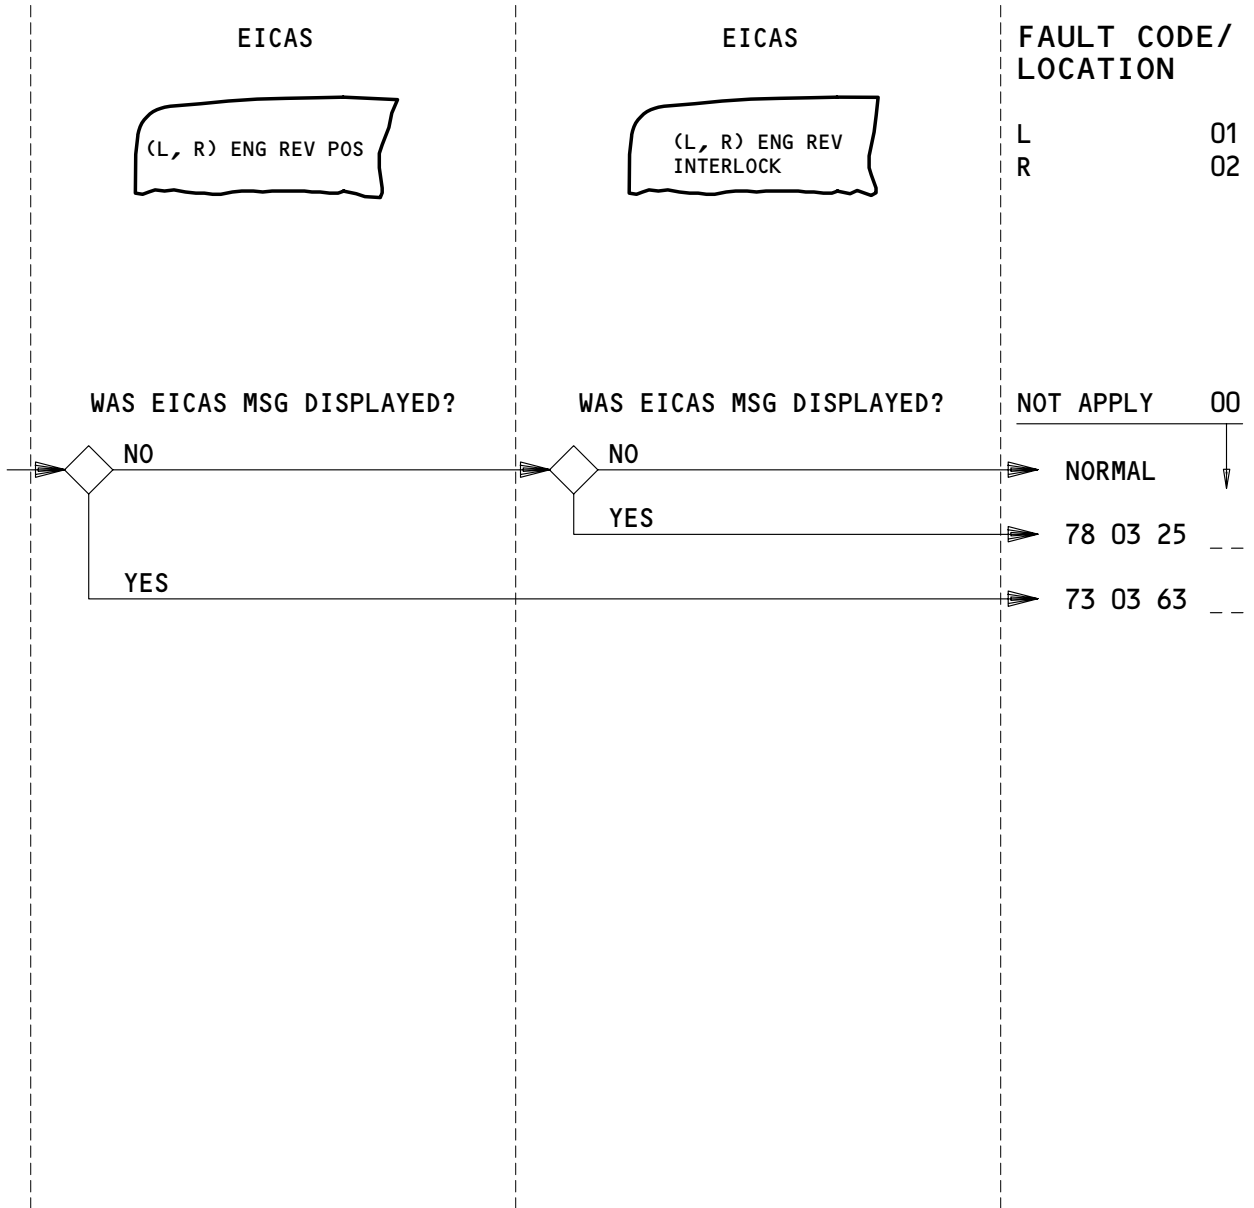 EICAS
(L, R) ENG REV POS
WAS EICAS MSG DISPLAYED?
NO
YES
EICAS
(L, R) ENG REV
INTERLOCK
WAS EICAS MSG DISPLAYED?
NO
YES
FAULT CODE/
LOCATION
L 01
R 02
NOT APPLY 00
NORMAL
78 03 25 _ _
73 03 63 _ _